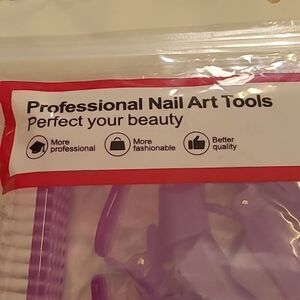 Professional Nail Art Tools
Perfect your beauty
More professional
More fashionable
Better quality